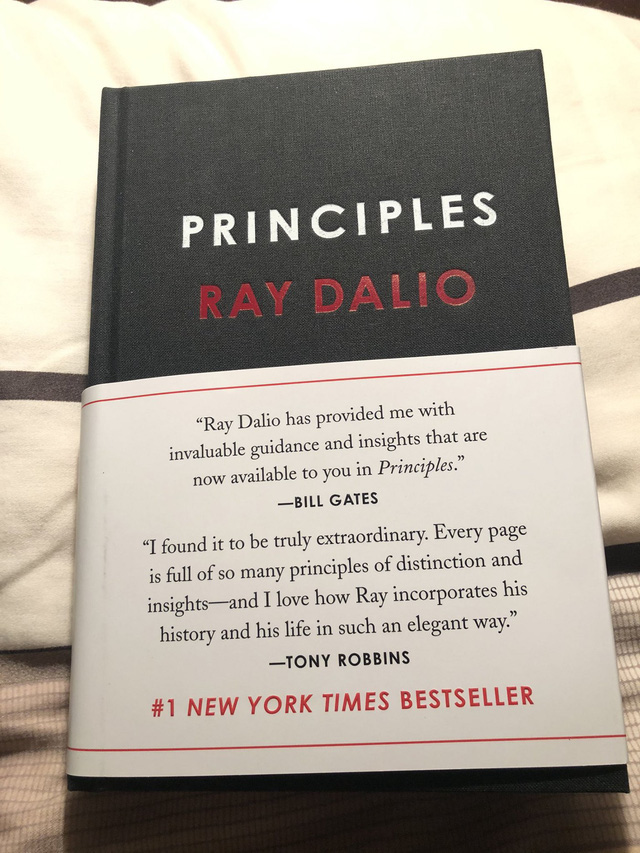 PRINCIPLES
RAY DALIO
“Ray Dalio has provided me with
invaluable guidance and insights that are
now available to you in Principles.”
—BILL GATES
“I found it to be truly extraordinary. Every page
is full of so many principles of distinction and
insights—and I love how Ray incorporates his
history and his life in such an elegant way.”
—TONY ROBBINS
#1 NEW YORK TIMES BESTSELLER